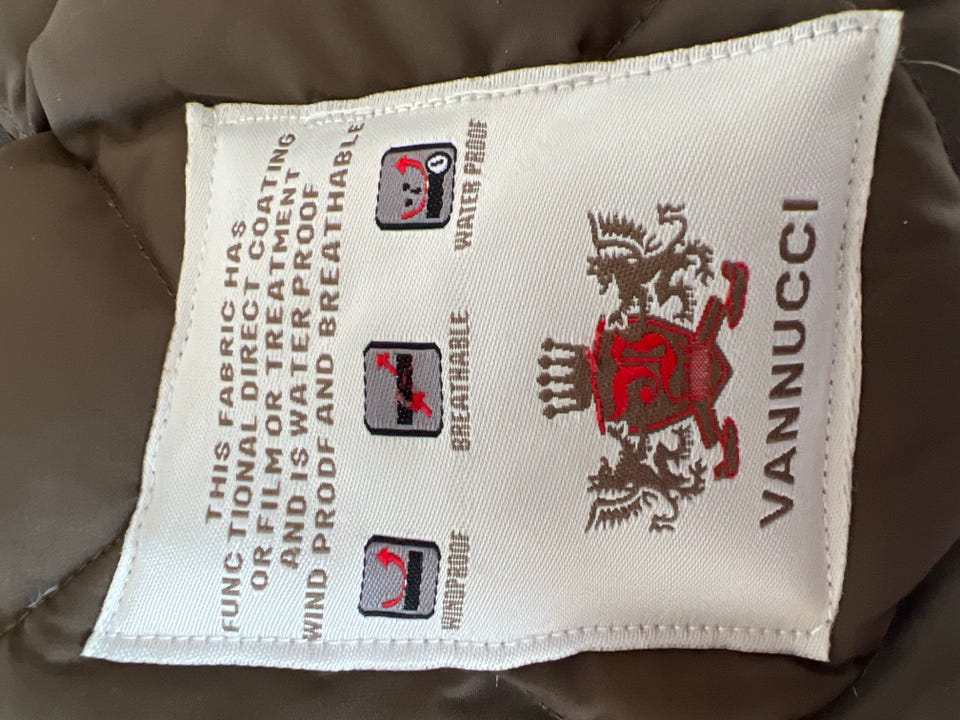 THIS FABRIC HAS
FUNCTIONAL DIRECT COATING
OR FILM OR TREATMENT
AND IS WATER PROOF
WIND PROOF AND BREATHABLE
WINDPROOF
BREATHABLE
WATER PROOF
VANNUCCI